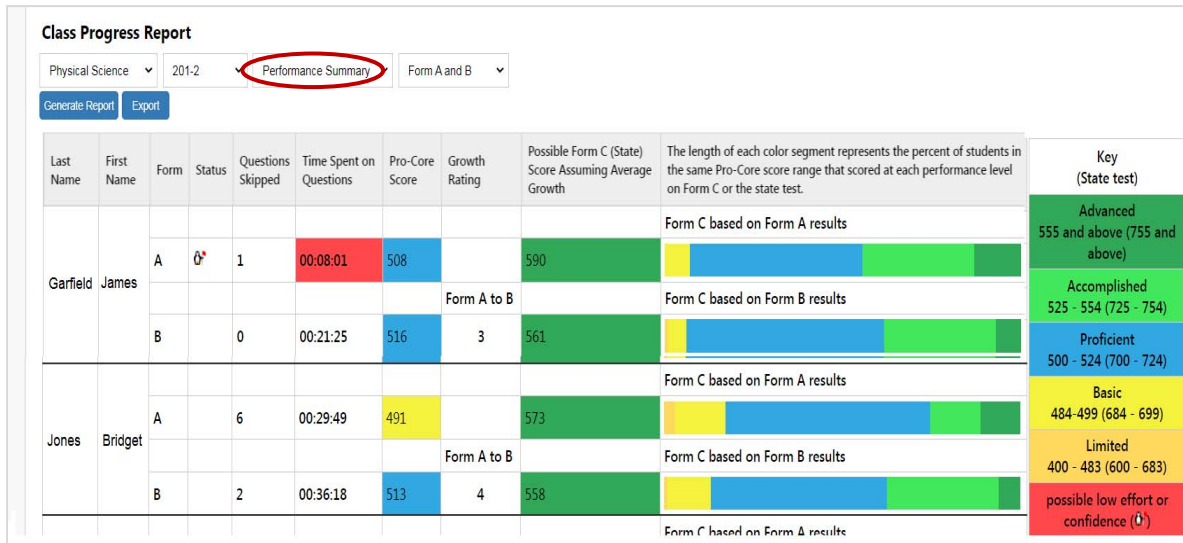 Class Progress Report
Physical Science 201-2 Performance Summary Form A and B
Generate Report Export
Last Name First Name Form Status Questions Skipped Time Spent on Questions Pro-Core Score Growth Rating Possible Form C (State) Score Assuming Average Growth The length of each color segment represents the percent of students in the same Pro-Core score range that scored at each performance level on Form C or the state test.
Form C based on Form A results
Garfield James A 1 00:08:01 508 590
Form A to B Form C based on Form B results
B 0 00:21:25 516 3 561
Form C based on Form A results
Jones Bridget A 6 00:29:49 491 573
Form A to B Form C based on Form B results
B 2 00:36:18 513 4 558
Form C based on Form A results
Key
(State test)
Advanced
555 and above (755 and
above)
Accomplished
525 - 554 (725 - 754)
Proficient
500 - 524 (700 - 724)
Basic
484-499 (684 - 699)
Limited
400 - 483 (600 - 683)
possible low effort or
confidence ( )